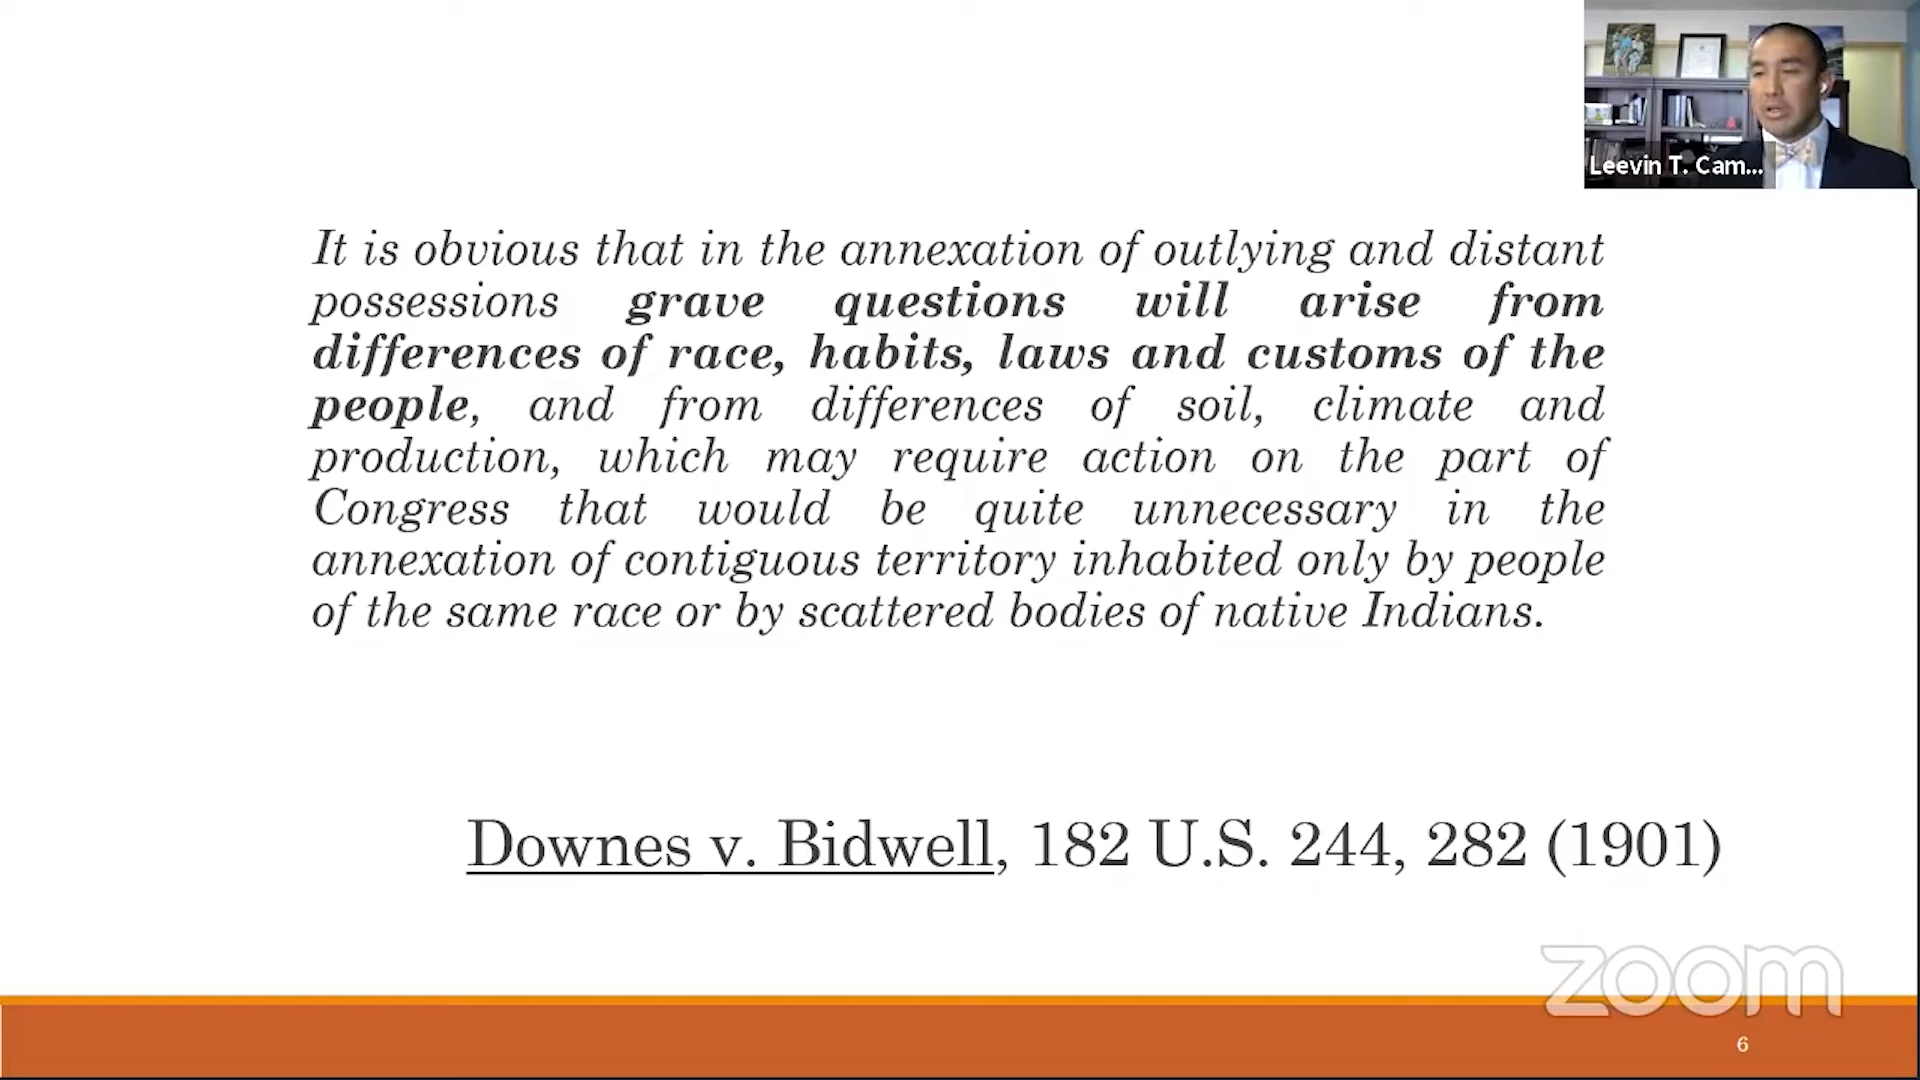 Leevin T. Cam...
It is obvious that in the annexation of outlying and distant
possessions grave questions will arise from
differences of race, habits, laws and customs of the
people, and from differences of soil, climate and
production, which may require action on the part of
Congress that would be quite unnecessary in the
annexation of contiguous territory inhabited only by people
of the same race or by scattered bodies of native Indians.
Downes v. Bidwell, 182 U.S. 244, 282 (1901)
zoom
6